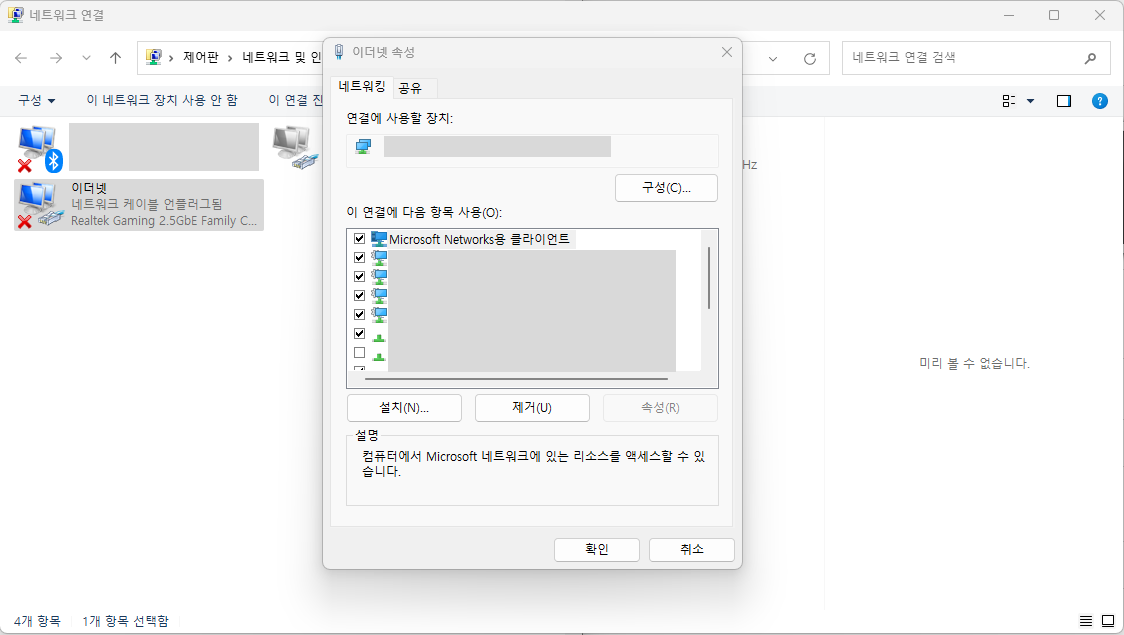 네트워크 연결
제어판
네트워크 및 인
네트워크 연결 검색
구성
이 네트워크 장치 사용 안 함
이 연결 진
이더넷
네트워크 케이블 언플러그됨
Realtek Gaming 2.5GbE Family C...
Hz
이더넷 속성
네트워킹
공유
연결에 사용할 장치:
구성(C)...
이 연결에 다음 항목 사용(O):
Microsoft Networks용 클라이언트
설치(N)...
제거(U)
속성(R)
설명
컴퓨터에서 Microsoft 네트워크에 있는 리소스를 액세스할 수 있
습니다.
확인
취소
미리 볼 수 없습니다.
4개 항목
1개 항목 선택함